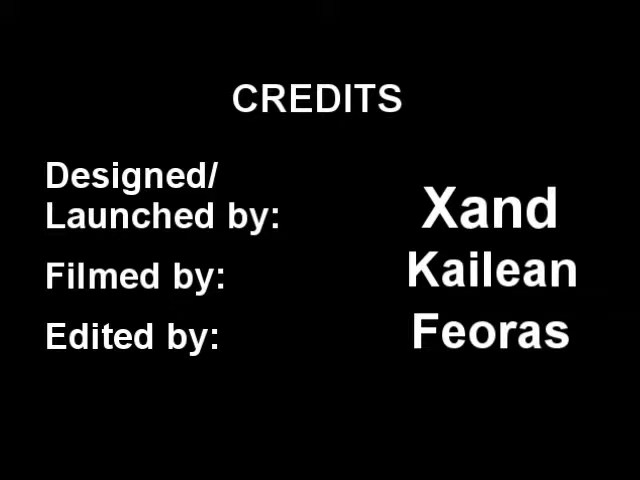 CREDITS
Designed/
Launched by: Xand
Filmed by: Kailean
Edited by: Feoras